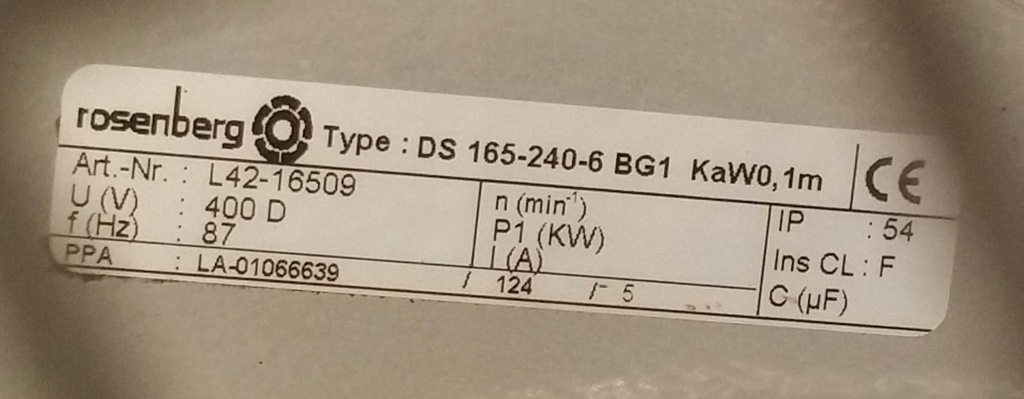 rosenberg Type : DS 165-240-6 BG1 KaW0,1m CE
Art.-Nr. : L42-16509
U (V) : 400 D
f (Hz) : 87
n (min⁻¹)
P1 (KW)
I (A)
IP : 54
Ins CL : F
C (µF)
PPA : LA-01066639 / 124 / 5